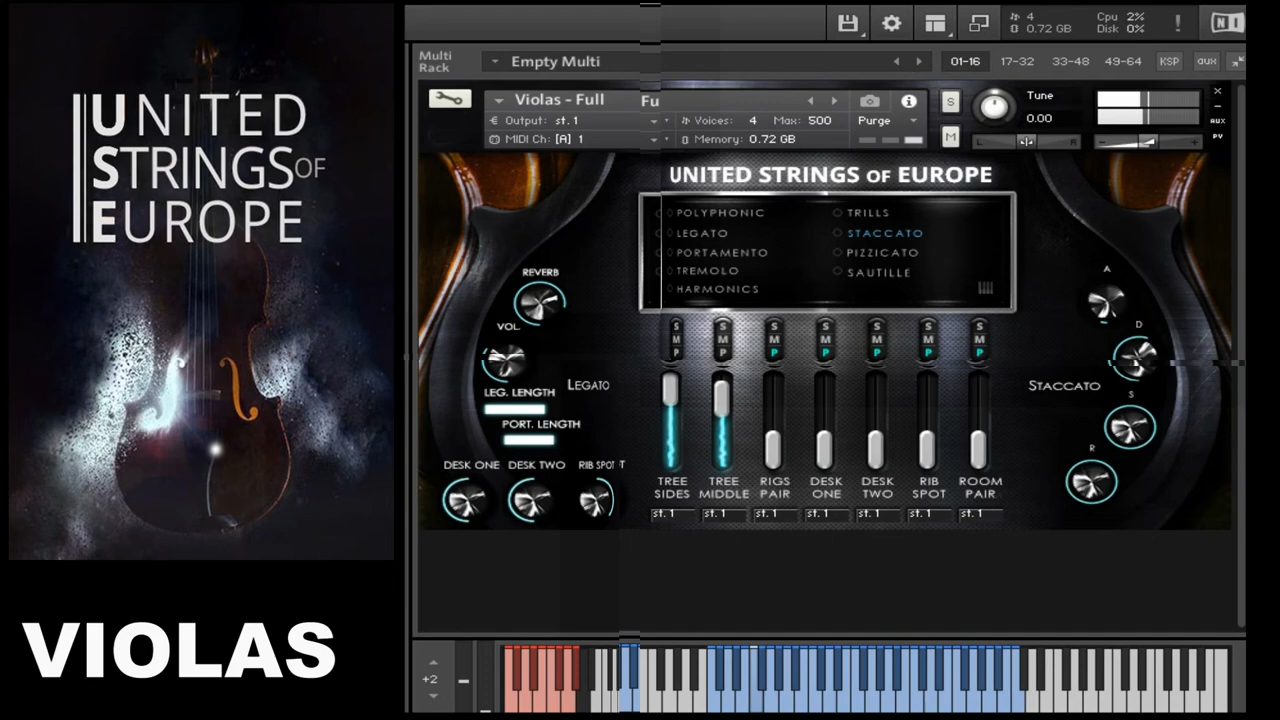 UNITED
STRINGS OF
EUROPE
VIOLAS
4
0.72 GB
Cpu 2%
Disk 0%
!
NI
Multi
Rack
Empty Multi
01-16 17-32 33-48 49-64 KSP aux
Violas - Full Fu
Output: st. 1
Voices: 4 Max: 500
Purge
MIDI Ch: [A] 1
Memory: 0.72 GB
S
M
Tune
0.00
L R
- +
×
-
AUX
PV
UNITED STRINGS OF EUROPE
POLYPHONIC
LEGATO
PORTAMENTO
TREMOLO
HARMONICS
TRILLS
STACCATO
PIZZICATO
SAUTILLÉ
REVERB
VOL.
LEG. LENGTH
LEGATO
PORT. LENGTH
DESK ONE DESK TWO RIB SPOT T
S S S S S S S
M M M M M M M
P P P P P P P
TREE SIDES
TREE MIDDLE
RIGS PAIR
DESK ONE
DESK TWO
RIB SPOT
ROOM PAIR
st. 1 st. 1 st. 1 st. 1 st. 1 st. 1 st. 1
A
D
STACCATO
S
R
+2